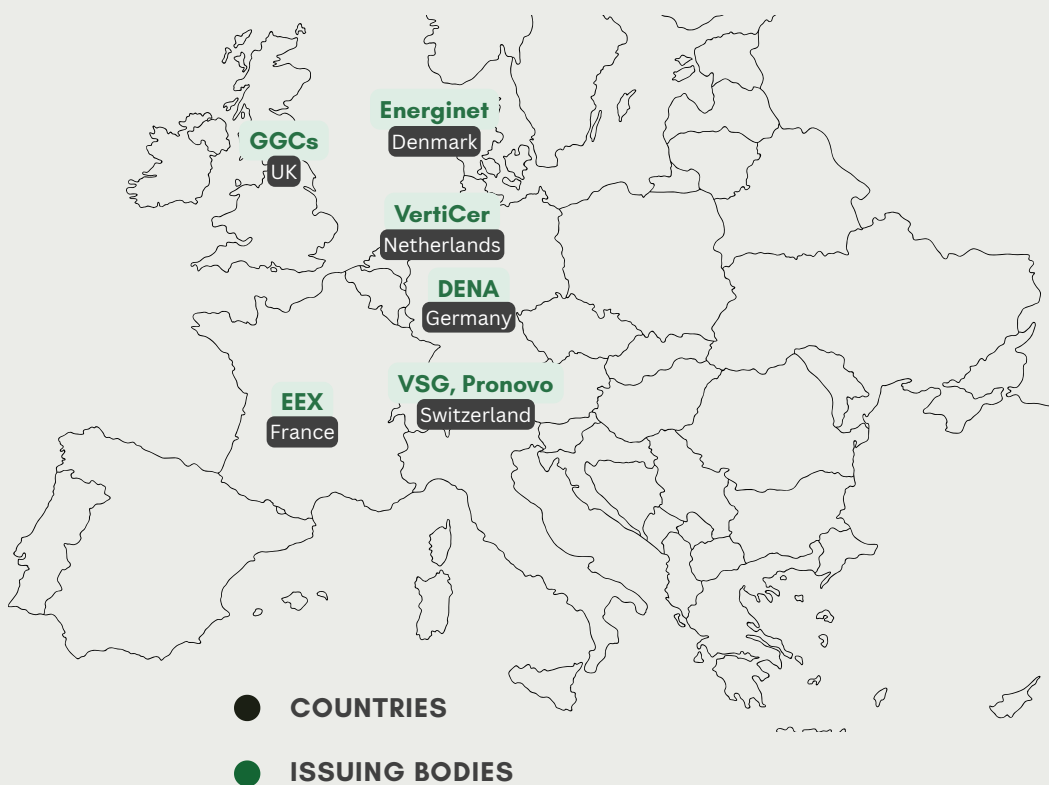 Energinet
Denmark
GGCs
UK
VertiCer
Netherlands
DENA
Germany
VSG, Pronovo
Switzerland
EEX
France
COUNTRIES
ISSUING BODIES